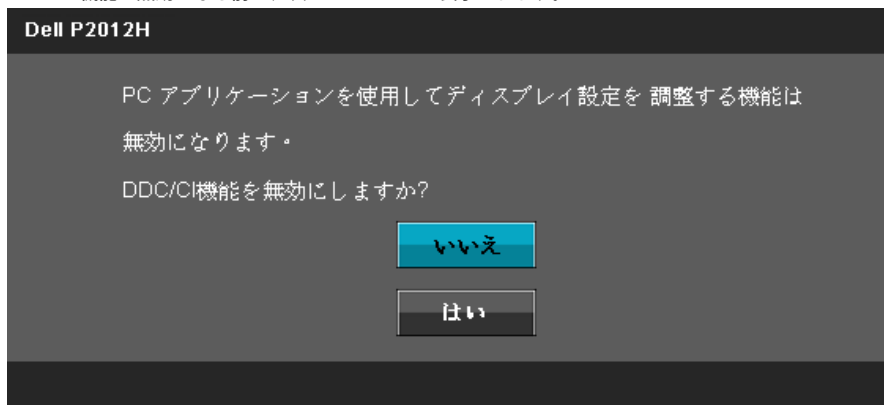 Dell P2012H
PC アプリケーションを使用してディスプレイ設定を 調整する機能は
無効になります。
DDC/CI機能を無効にしますか?
いいえ
はい